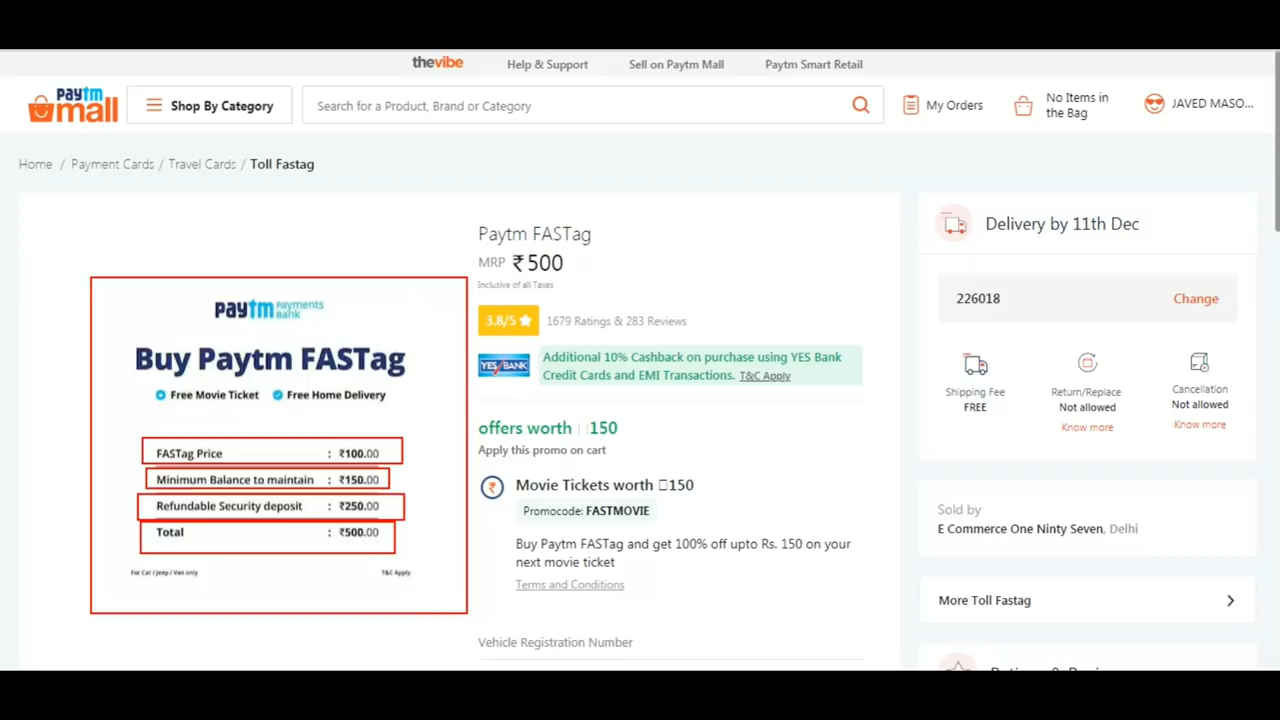 thevibe Help & Support Sell on Paytm Mall Paytm Smart Retail
paytm mall Shop By Category Search for a Product, Brand or Category My Orders No Items in the Bag JAVED MASO...
Home / Payment Cards / Travel Cards / Toll Fastag
paytm Payments Bank
Buy Paytm FASTag
Free Movie Ticket Free Home Delivery
FASTag Price : ₹100.00
Minimum Balance to maintain : ₹150.00
Refundable Security deposit : ₹250.00
Total : ₹500.00
For Car / Jeep / Van only T&C Apply
Paytm FASTag
MRP ₹500
Inclusive of all Taxes
3.8/5 1679 Ratings & 283 Reviews
YES BANK
Additional 10% Cashback on purchase using YES Bank
Credit Cards and EMI Transactions. T&C Apply
offers worth 150
Apply this promo on cart
Movie Tickets worth 150
Promocode: FASTMOVIE
Buy Paytm FASTag and get 100% off upto Rs. 150 on your
next movie ticket
Terms and Conditions
Vehicle Registration Number
Delivery by 11th Dec
226018 Change
Shipping Fee
FREE
Return/Replace
Not allowed
Know more
Cancellation
Not allowed
Know more
Sold by
E Commerce One Ninty Seven, Delhi
More Toll Fastag